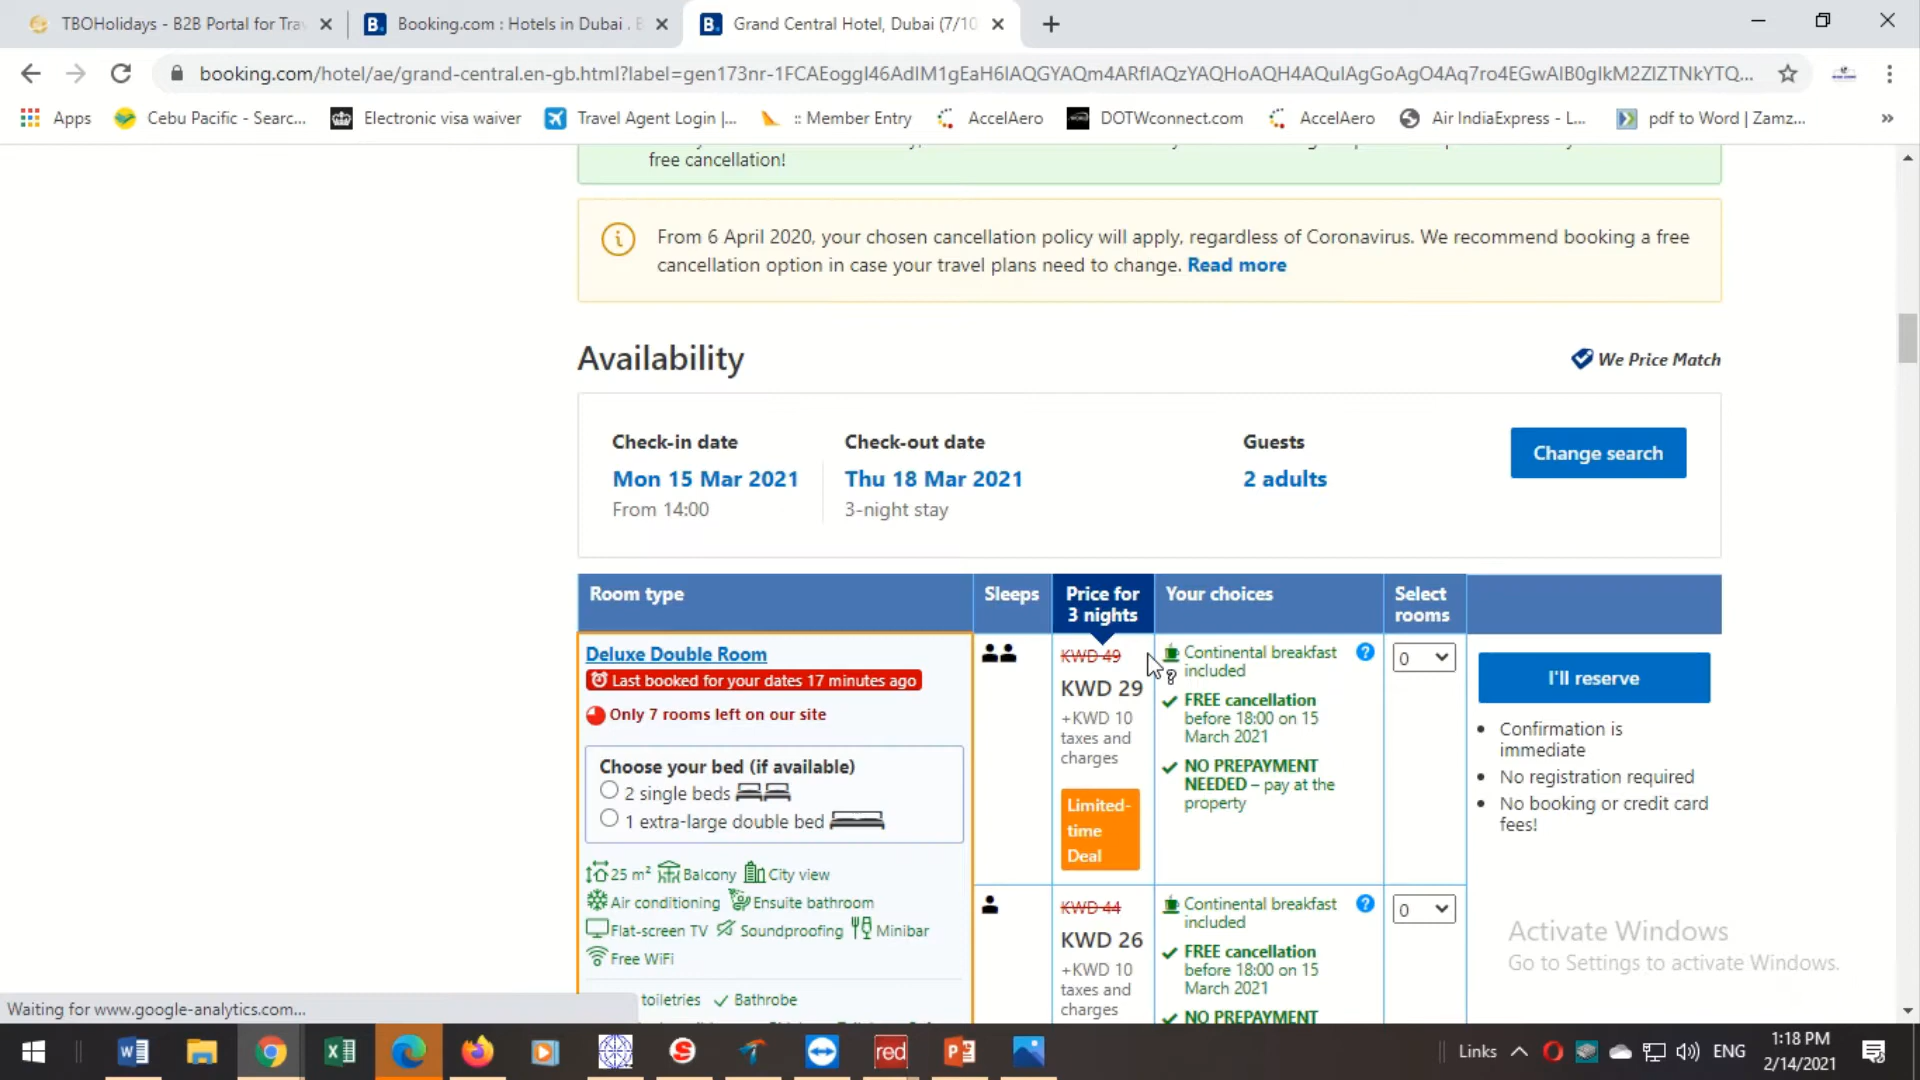 TBOHolidays - B2B Portal for Tra
Booking.com : Hotels in Dubai .
Grand Central Hotel, Dubai (7/10
booking.com/hotel/ae/grand-central.en-gb.html?label=
Apps
Cebu Pacific - Searc...
Electronic visa waiver
Travel Agent Login |...
:: Member Entry
AccelAero
DOTWconnect.com
AccelAero
Air IndiaExpress - L...
pdf to Word | Zamz...
»
free cancellation!
From 6 April 2020, your chosen cancellation policy will apply, regardless of Coronavirus. We recommend booking a free
cancellation option in case your travel plans need to change. Read more
Availability
We Price Match
Check-in date
Mon 15 Mar 2021
From 14:00
Check-out date
Thu 18 Mar 2021
3-night stay
Guests
2 adults
Change search
Room type
Sleeps
Price for
3 nights
Your choices
Select
rooms
Deluxe Double Room
Last booked for your dates 17 minutes ago
Only 7 rooms left on our site
Choose your bed (if available)
2 single beds
1 extra-large double bed
25 m² Balcony City view
Air conditioning Ensuite bathroom
Flat-screen TV Soundproofing Minibar
Free WiFi
toiletries ✓ Bathrobe
KWD 49
KWD 29
+KWD 10
taxes and
charges
Limited-
time
Deal
Continental breakfast
included
FREE cancellation
before 18:00 on 15
March 2021
NO PREPAYMENT
NEEDED – pay at the
property
0
I'll reserve
• Confirmation is
immediate
• No registration required
• No booking or credit card
fees!
KWD 44
KWD 26
+KWD 10
taxes and
charges
Continental breakfast
included
FREE cancellation
before 18:00 on 15
March 2021
NO PREPAYMENT
0
Activate Windows
Go to Settings to activate Windows.
Waiting for www.google-analytics.com...
red
Links
ENG
1:18 PM
2/14/2021